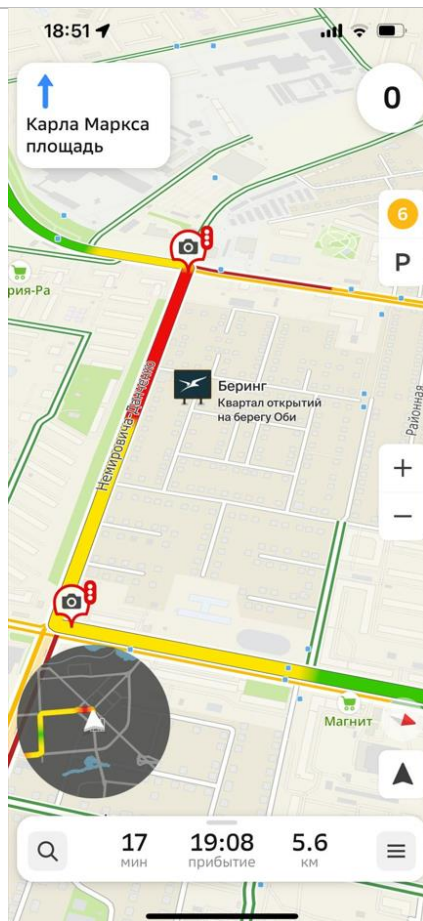 18:51
Карла Маркса
площадь
0
6
P
рия-Ра
Немировича-Данченко
Беринг
Квартал открытий
на берегу Оби
Районная
+
−
Магнит
17
мин
19:08
прибытие
5.6
км